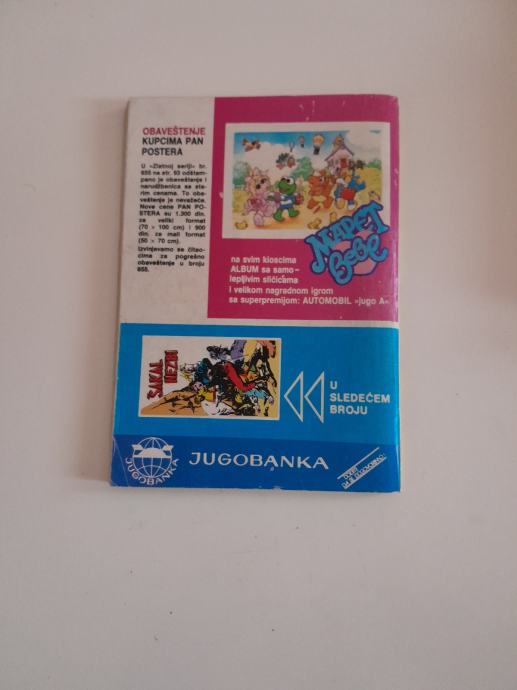 OBAVEŠTENJE
KUPCIMA PAN
POSTERA
U »Zlatnoj seriji« br.
855 na str. 93 odštam-
pano je obaveštenje i
narudžbenica sa sta-
rim cenama. To oba-
veštenje je nevažeće.
Nove cene PAN PO-
STERA su 1.300 din.
za veliki format
(70 × 100 cm) i 900
din. za mali format
(50 × 70 cm).
Izvinjavamo se čitao-
cima za pogrešno
obaveštenje u broju
855.
MAPET
bebe
na svim kioscima
ALBUM sa samo-
lepljivim sličicama
i velikom nagradnom igrom
sa superpremijom: AUTOMOBIL »jugo A«
ŠAKAL
U
SLEDEĆEM
BROJU
JUGOBANKA
JUGOBANKA